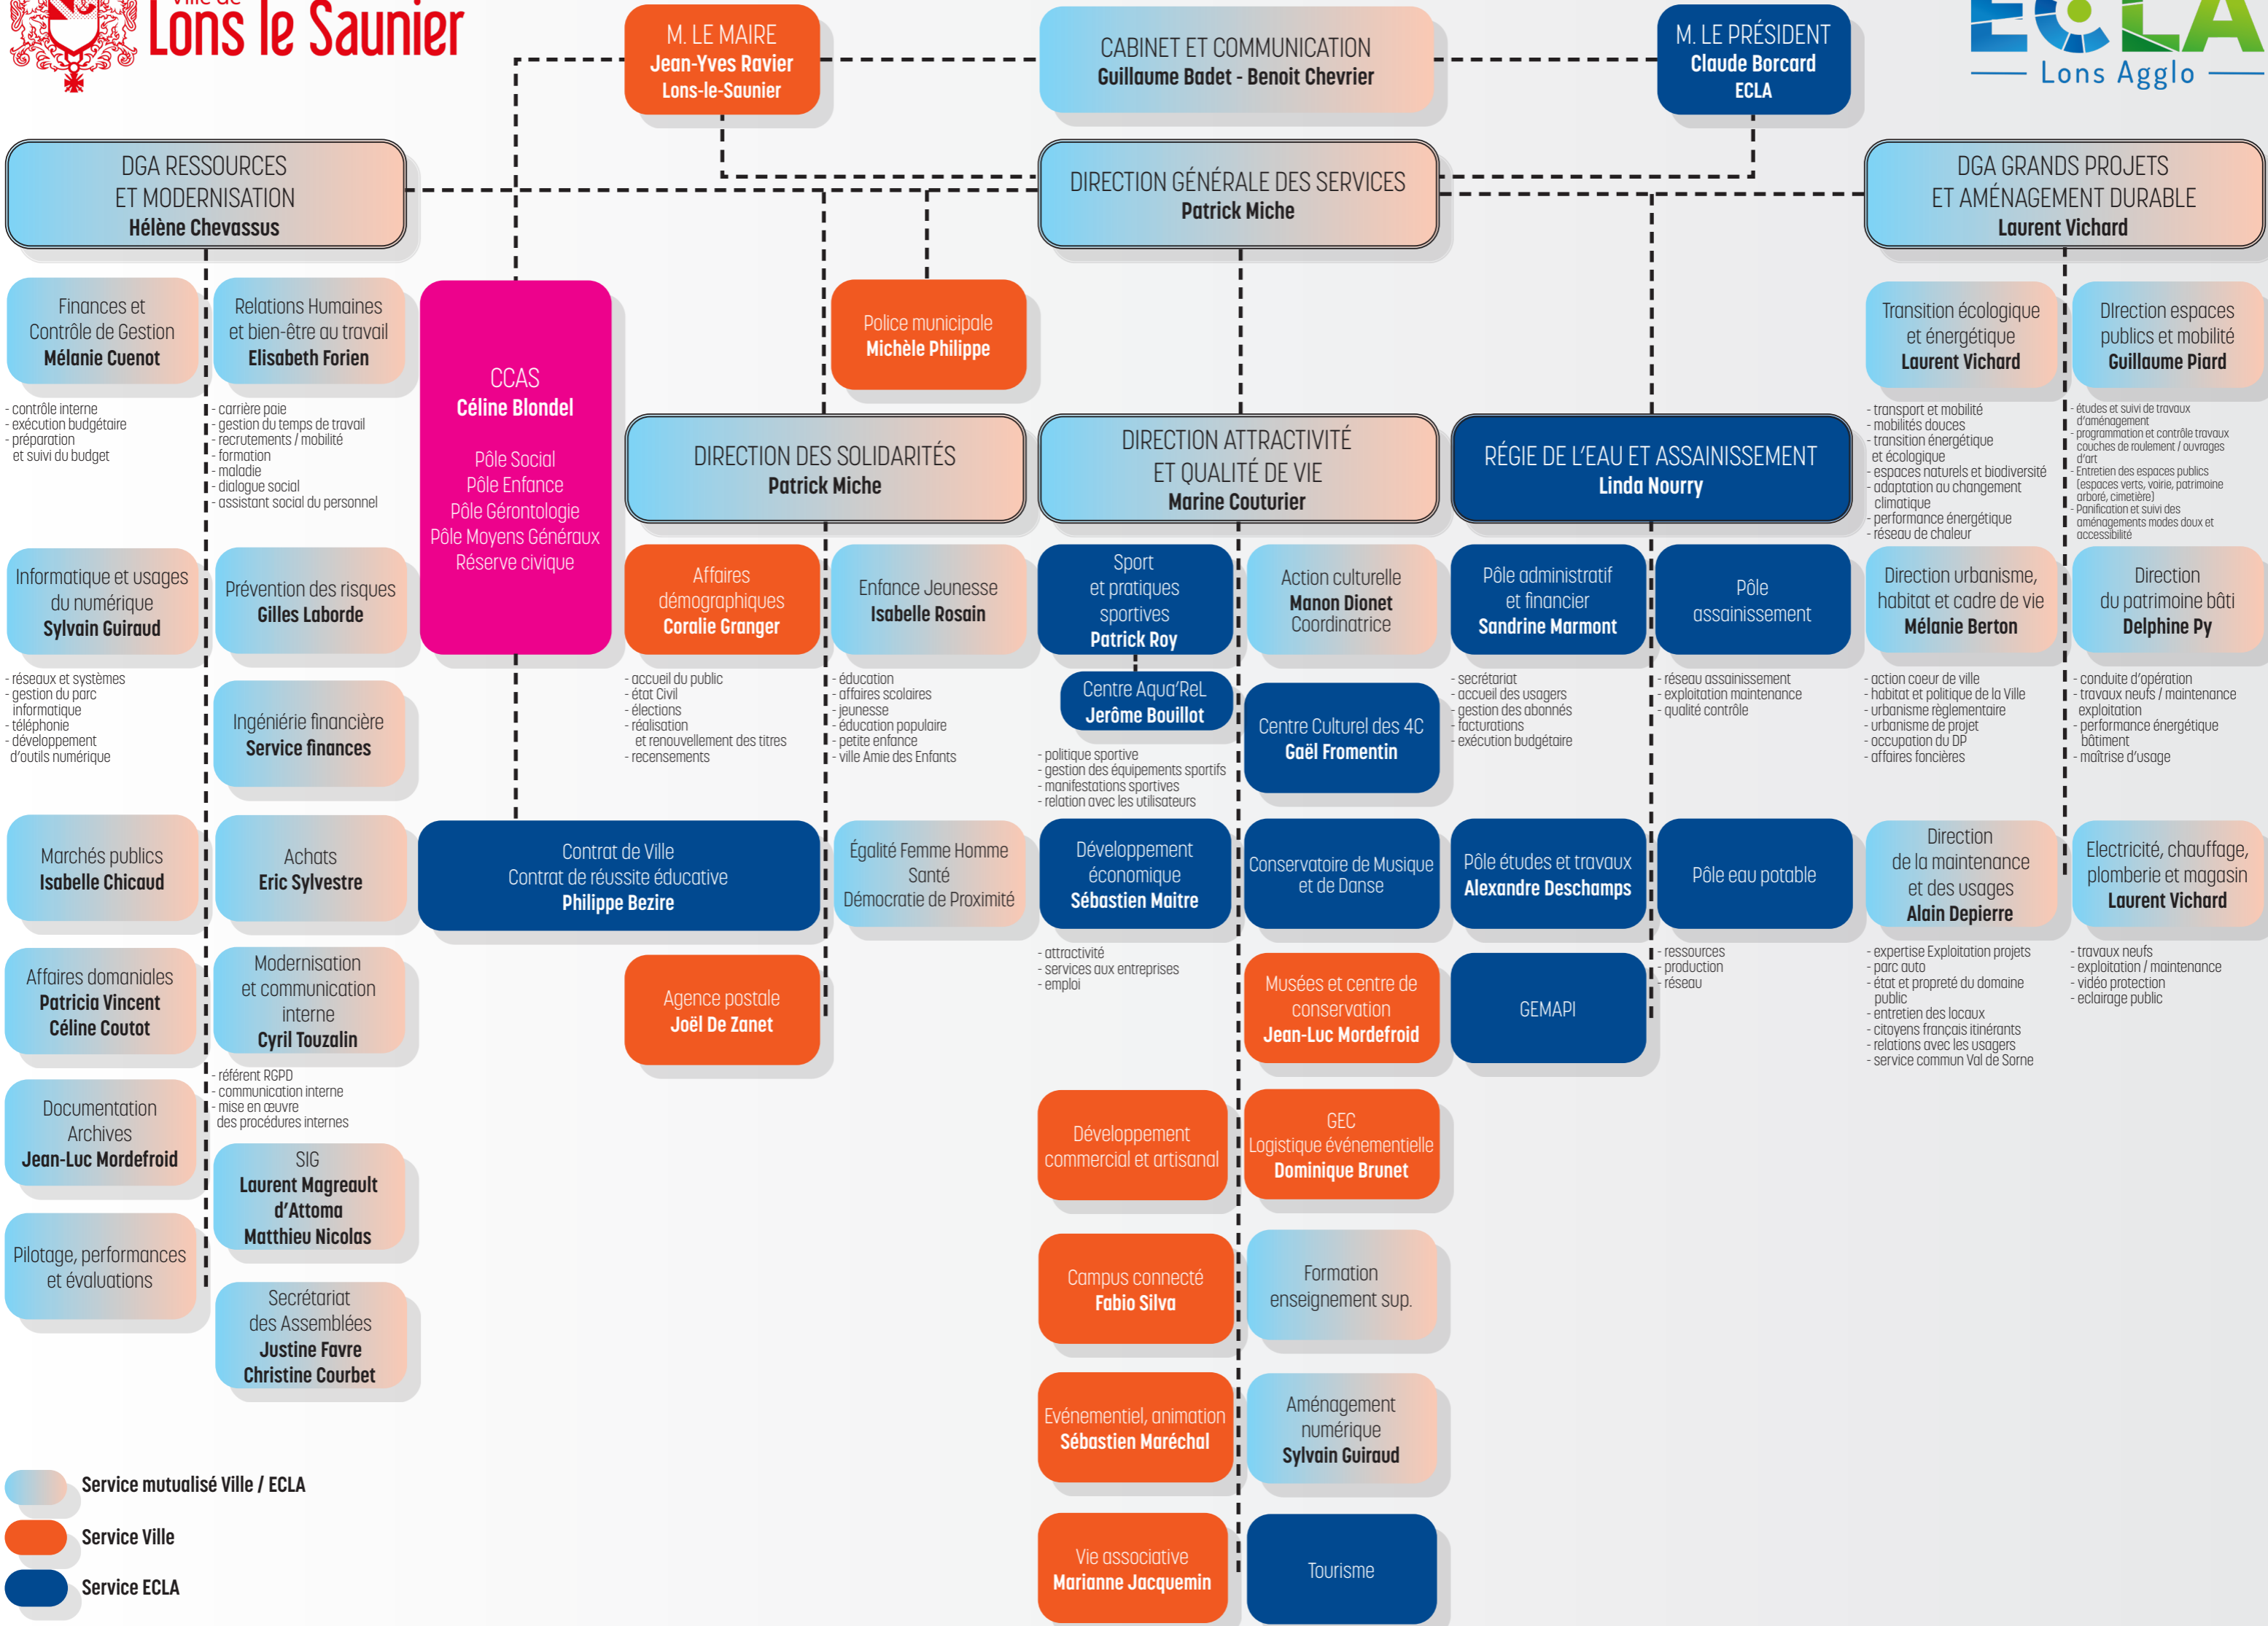 Ville de
Lons le Saunier
M. LE MAIRE
Jean-Yves Ravier
Lons-le-Saunier
CABINET ET COMMUNICATION
Guillaume Badet - Benoit Chevrier
M. LE PRÉSIDENT
Claude Borcard
ECLA
ECLA
Lons Agglo
DGA RESSOURCES
ET MODERNISATION
Hélène Chevassus
DIRECTION GÉNÉRALE DES SERVICES
Patrick Miche
DGA GRANDS PROJETS
ET AMÉNAGEMENT DURABLE
Laurent Vichard
Finances et
Contrôle de Gestion
Mélanie Cuenot
- contrôle interne
- exécution budgétaire
- préparation
et suivi du budget
Relations Humaines
et bien-être au travail
Elisabeth Forien
- carrière paie
- gestion du temps de travail
- recrutements / mobilité
- formation
- maladie
- dialogue social
- assistant social du personnel
Informatique et usages
du numérique
Sylvain Guiraud
- réseaux et systèmes
- gestion du parc
informatique
- téléphonie
- développement
d'outils numérique
Prévention des risques
Gilles Laborde
Ingéniérie financière
Service finances
Marchés publics
Isabelle Chicaud
Achats
Eric Sylvestre
Affaires domaniales
Patricia Vincent
Céline Coutot
Modernisation
et communication
interne
Cyril Touzalin
- référent RGPD
- communication interne
- mise en œuvre
des procédures internes
Documentation
Archives
Jean-Luc Mordefroid
SIG
Laurent Magreault
d'Attoma
Matthieu Nicolas
Pilotage, performances
et évaluations
Secrétariat
des Assemblées
Justine Favre
Christine Courbet
CCAS
Céline Blondel
Pôle Social
Pôle Enfance
Pôle Gérontologie
Pôle Moyens Généraux
Réserve civique
Police municipale
Michèle Philippe
DIRECTION DES SOLIDARITÉS
Patrick Miche
Affaires
démographiques
Coralie Granger
- accueil du public
- état Civil
- élections
- réalisation
et renouvellement des titres
- recensements
Enfance Jeunesse
Isabelle Rosain
- éducation
- affaires scolaires
- jeunesse
- éducation populaire
- petite enfance
- ville Amie des Enfants
Contrat de Ville
Contrat de réussite éducative
Philippe Bezire
Égalité Femme Homme
Santé
Démocratie de Proximité
Agence postale
Joël De Zanet
DIRECTION ATTRACTIVITÉ
ET QUALITÉ DE VIE
Marine Couturier
Sport
et pratiques
sportives
Patrick Roy
Centre Aqua'ReL
Jerôme Bouillot
- politique sportive
- gestion des équipements sportifs
- manifestations sportives
- relation avec les utilisateurs
Action culturelle
Manon Dionet
Coordinatrice
Centre Culturel des 4C
Gaël Fromentin
Développement
économique
Sébastien Maitre
- attractivité
- services aux entreprises
- emploi
Conservatoire de Musique
et de Danse
Musées et centre de
conservation
Jean-Luc Mordefroid
Développement
commercial et artisanal
GEC
Logistique événementielle
Dominique Brunet
Campus connecté
Fabio Silva
Formation
enseignement sup.
Evénementiel, animation
Sébastien Maréchal
Aménagement
numérique
Sylvain Guiraud
Vie associative
Marianne Jacquemin
Tourisme
RÉGIE DE L'EAU ET ASSAINISSEMENT
Linda Nourry
Pôle administratif
et financier
Sandrine Marmont
- secrétariat
- accueil des usagers
- gestion des abonnés
- facturations
- exécution budgétaire
Pôle
assainissement
- réseau assainissement
- exploitation maintenance
- qualité contrôle
Pôle études et travaux
Alexandre Deschamps
Pôle eau potable
- ressources
- production
- réseau
GEMAPI
Transition écologique
et énergétique
Laurent Vichard
- transport et mobilité
- mobilités douces
- transition énergétique
et écologique
- espaces naturels et biodiversité
- adaptation au changement
climatique
- performance énergétique
- réseau de chaleur
DIrection espaces
publics et mobilité
Guillaume Piard
- études et suivi de travaux
d'aménagement
- programmation et contrôle travaux
couches de roulement / ouvrages
d'art
- Entretien des espaces publics
(espaces verts, voirie, patrimoine
arboré, cimetière)
- Panification et suivi des
aménagements modes doux et
accessibilité
Direction urbanisme,
habitat et cadre de vie
Mélanie Berton
- action coeur de ville
- habitat et politique de la Ville
- urbanisme règlementaire
- urbanisme de projet
- occupation du DP
- affaires foncières
Direction
du patrimoine bâti
Delphine Py
- conduite d'opération
- travaux neufs / maintenance
exploitation
- performance énergétique
bâtiment
- maîtrise d'usage
Direction
de la maintenance
et des usages
Alain Depierre
- expertise Exploitation projets
- parc auto
- état et propreté du domaine
public
- entretien des locaux
- citoyens français itinérants
- relations avec les usagers
- service commun Val de Sorne
Electricité, chauffage,
plomberie et magasin
Laurent Vichard
- travaux neufs
- exploitation / maintenance
- vidéo protection
- eclairage public
Service mutualisé Ville / ECLA
Service Ville
Service ECLA